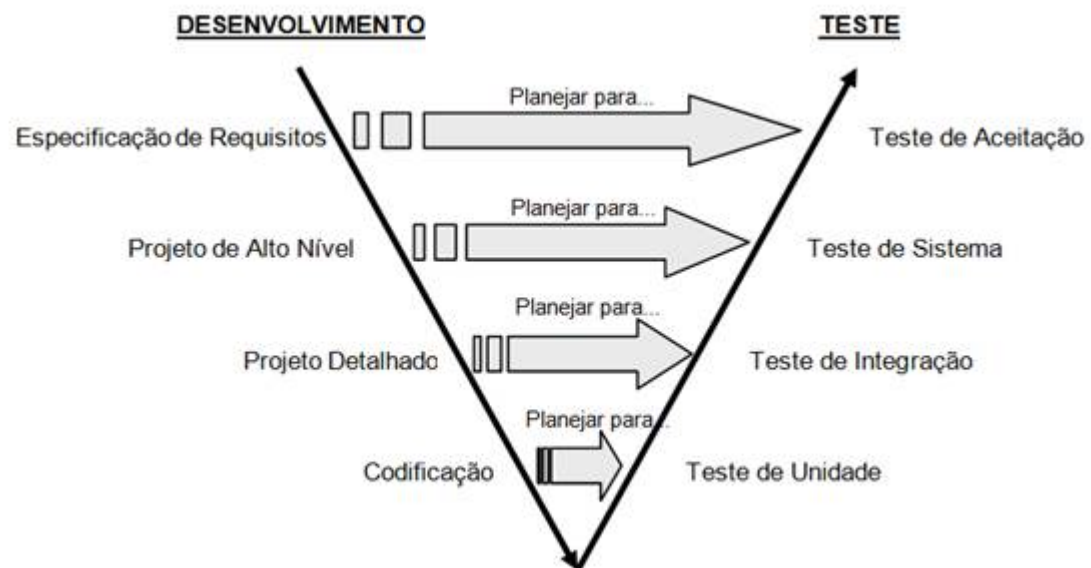 DESENVOLVIMENTO
TESTE
Planejar para...
Especificação de Requisitos
Teste de Aceitação
Planejar para...
Projeto de Alto Nível
Teste de Sistema
Planejar para...
Projeto Detalhado
Teste de Integração
Planejar para...
Codificação
Teste de Unidade